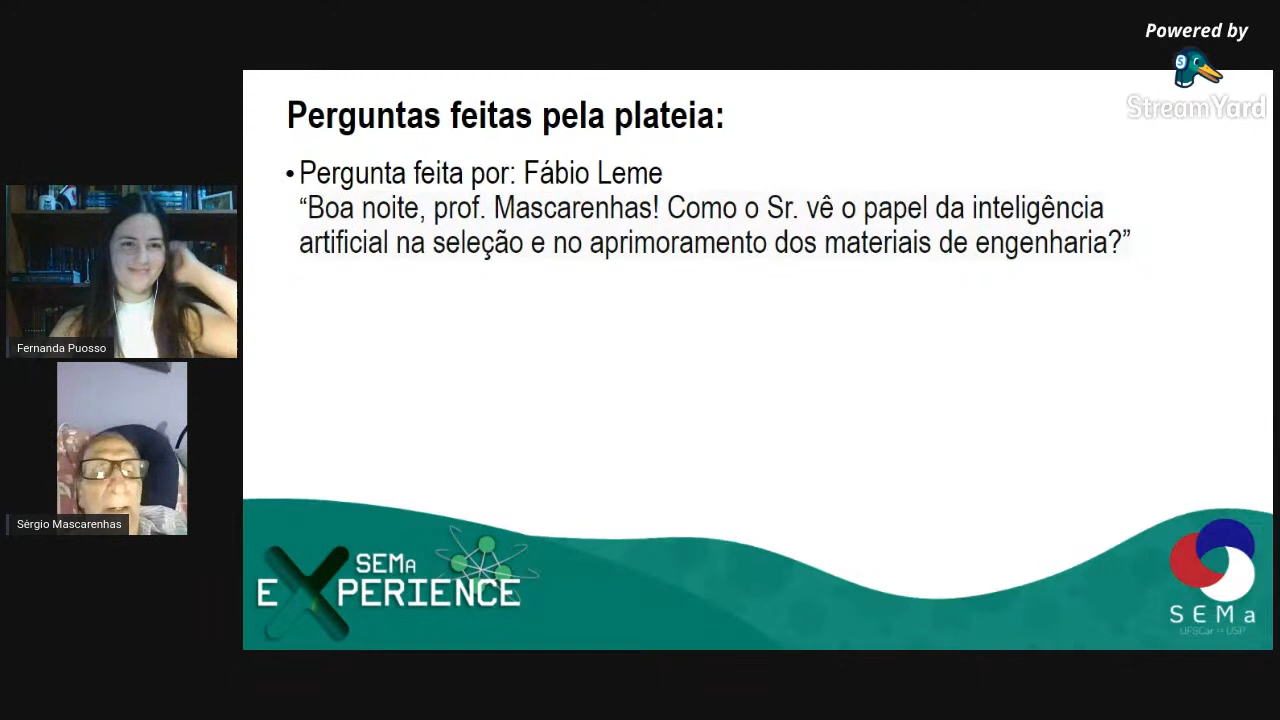 Powered by
StreamYard
Perguntas feitas pela plateia:
• Pergunta feita por: Fábio Leme
“Boa noite, prof. Mascarenhas! Como o Sr. vê o papel da inteligência
artificial na seleção e no aprimoramento dos materiais de engenharia?”
Fernanda Puosso
Sérgio Mascarenhas
SEMA
EXPERIENCE
SEMa
UFSCar :: USP